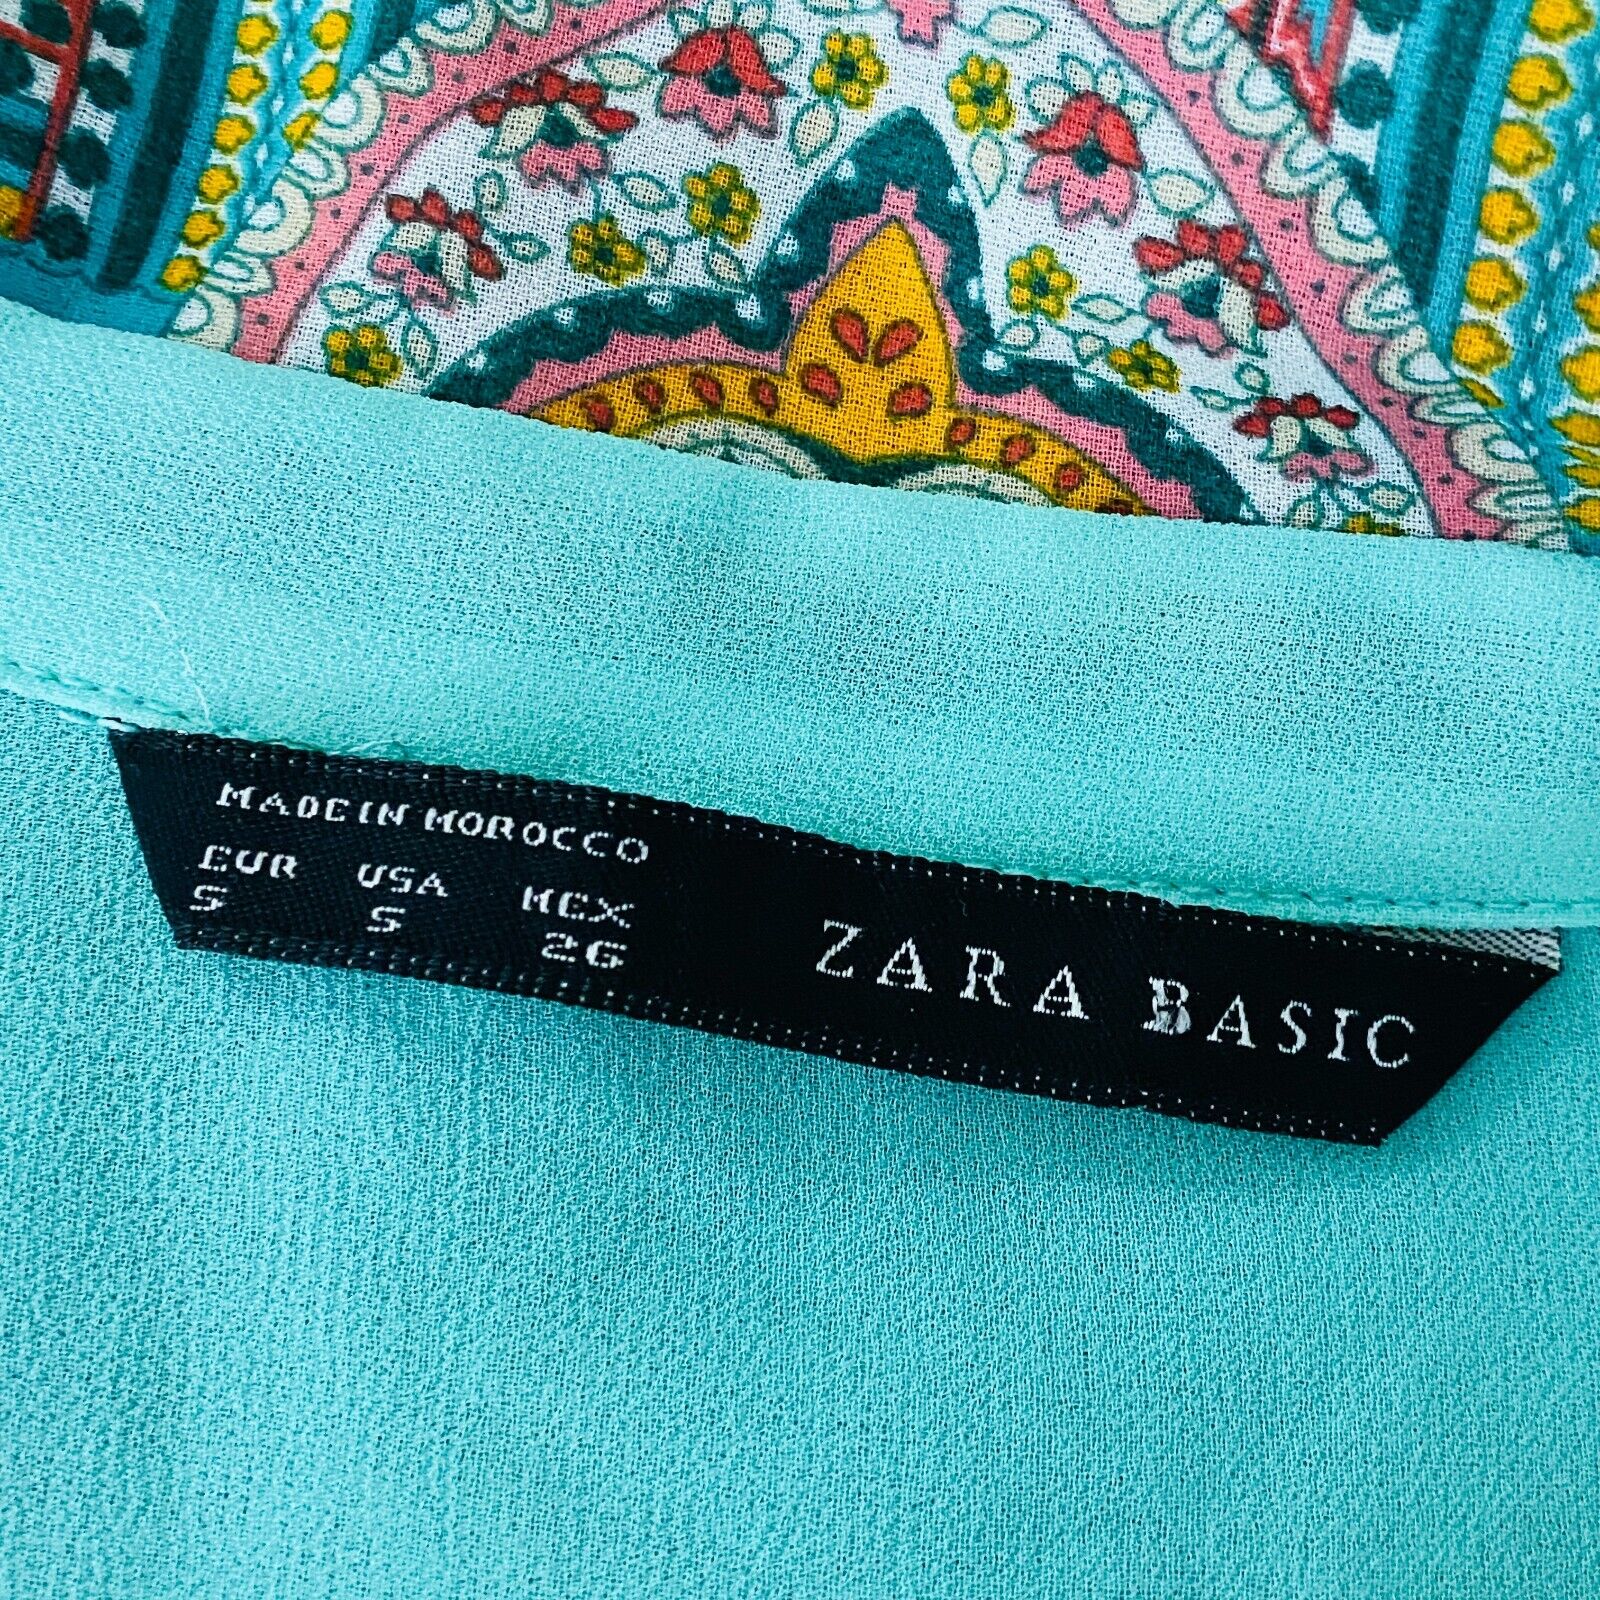 MADE IN MOROCCO
EUR USA MEX
S S 26
ZARA BASIC